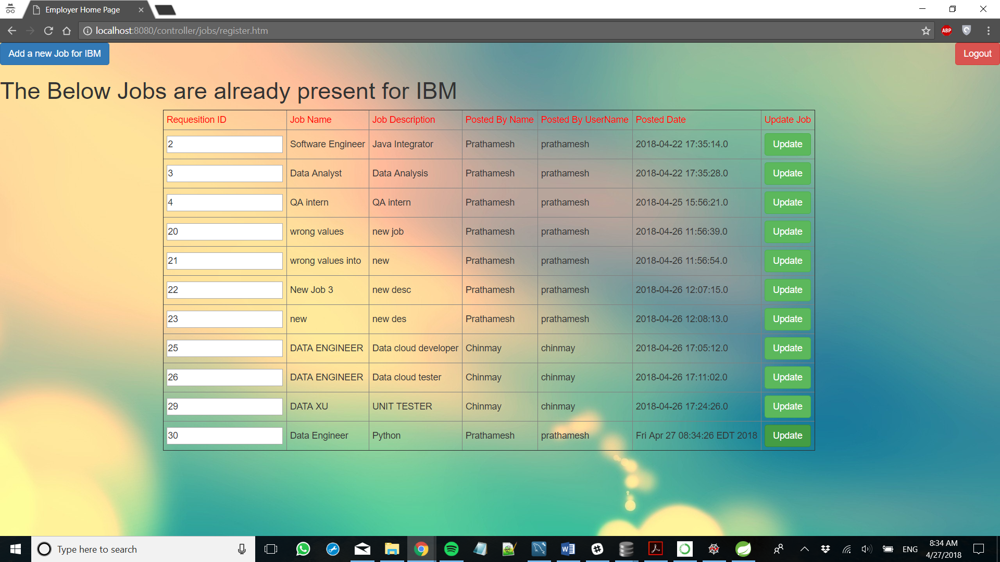 Employer Home Page
localhost:8080/controller/jobs/register.htm
ABP
Add a new Job for IBM
Logout
The Below Jobs are already present for IBM
Requesition ID Job Name Job Description Posted By Name Posted By UserName Posted Date Update Job
2 Software Engineer Java Integrator Prathamesh prathamesh 2018-04-22 17:35:14.0 Update
3 Data Analyst Data Analysis Prathamesh prathamesh 2018-04-22 17:35:28.0 Update
4 QA intern QA intern Prathamesh prathamesh 2018-04-25 15:56:21.0 Update
20 wrong values new job Prathamesh prathamesh 2018-04-26 11:56:39.0 Update
21 wrong values into new Prathamesh prathamesh 2018-04-26 11:56:54.0 Update
22 New Job 3 new desc Prathamesh prathamesh 2018-04-26 12:07:15.0 Update
23 new new des Prathamesh prathamesh 2018-04-26 12:08:13.0 Update
25 DATA ENGINEER Data cloud developer Chinmay chinmay 2018-04-26 17:05:12.0 Update
26 DATA ENGINEER Data cloud tester Chinmay chinmay 2018-04-26 17:11:02.0 Update
29 DATA XU UNIT TESTER Chinmay chinmay 2018-04-26 17:24:26.0 Update
30 Data Engineer Python Prathamesh prathamesh Fri Apr 27 08:34:26 EDT 2018 Update
Type here to search
ENG
8:34 AM
4/27/2018